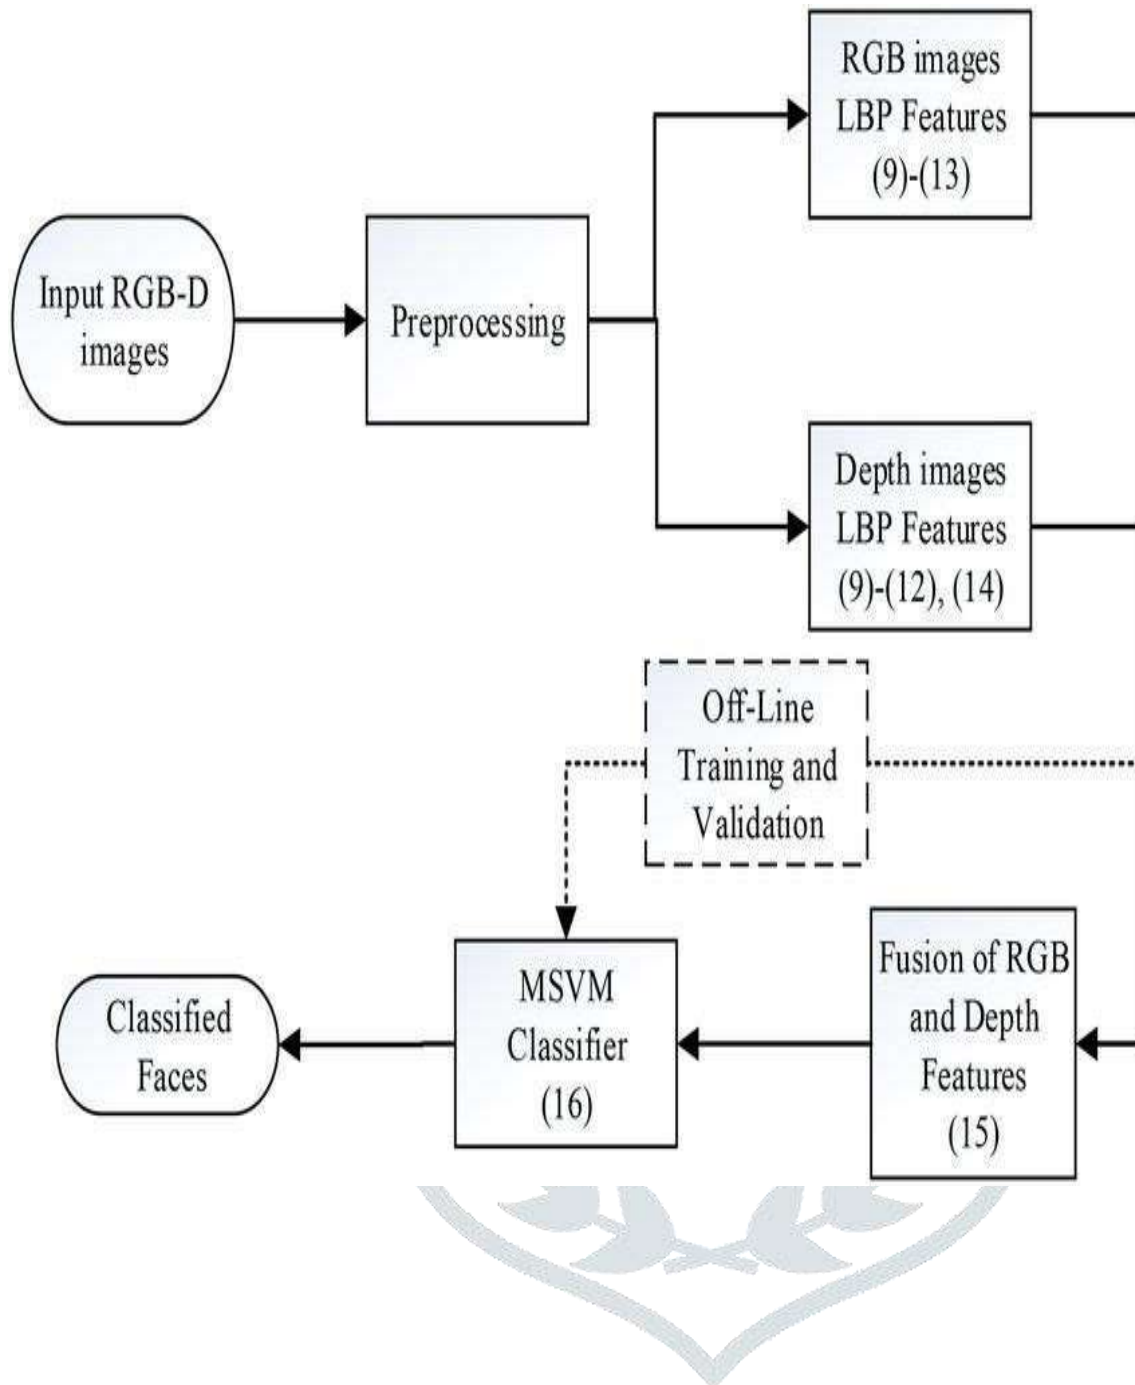 RGB images
LBP Features
(9)-(13)
Input RGB-D
images
Preprocessing
Depth images
LBP Features
(9)-(12), (14)
Off-Line
Training and
Validation
Fusion of RGB
and Depth
Features
(15)
MSVM
Classifier
(16)
Classified
Faces